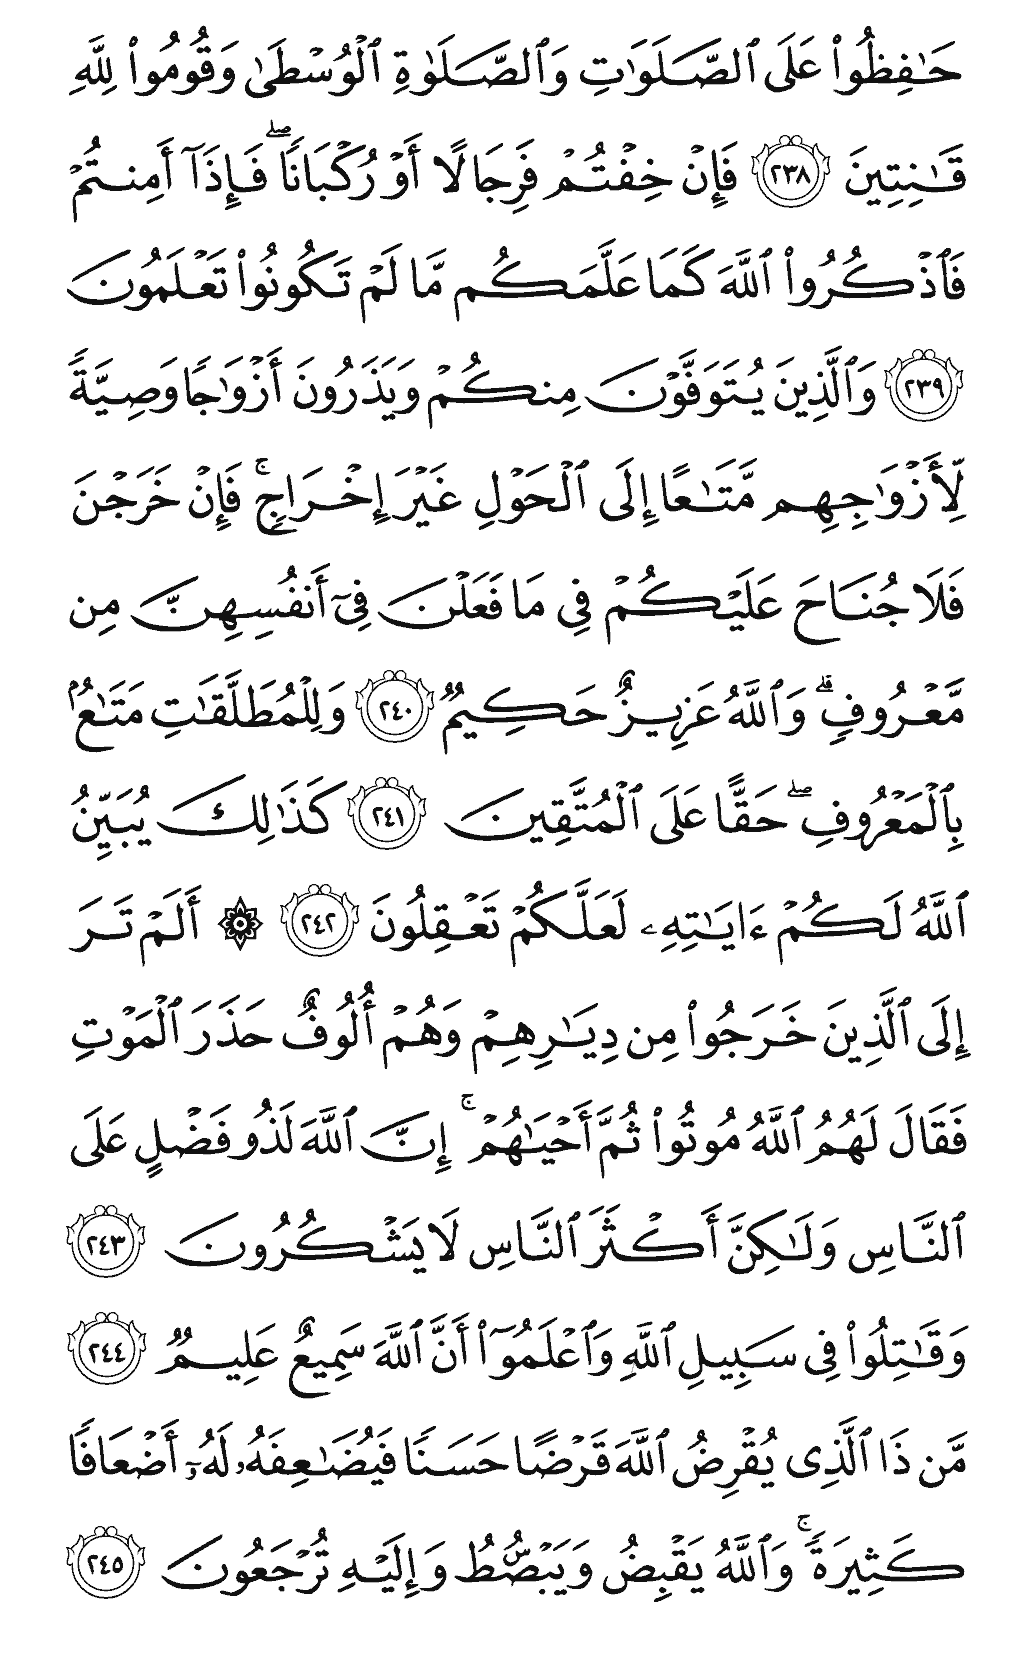 حَـٰفِظُوا۟ عَلَى ٱلصَّلَوَٰتِ وَٱلصَّلَوٰةِ ٱلْوُسْطَىٰ وَقُومُوا۟ لِلَّهِ
قَـٰنِتِينَ ٢٣٨ فَإِنْ خِفْتُمْ فَرِجَالًا أَوْ رُكْبَانًا ۖ فَإِذَآ أَمِنتُمْ
فَٱذْكُرُوا۟ ٱللَّهَ كَمَا عَلَّمَكُم مَّا لَمْ تَكُونُوا۟ تَعْلَمُونَ
٢٣٩ وَٱلَّذِينَ يُتَوَفَّوْنَ مِنكُمْ وَيَذَرُونَ أَزْوَٰجًا وَصِيَّةً
لِّأَزْوَٰجِهِم مَّتَـٰعًا إِلَى ٱلْحَوْلِ غَيْرَ إِخْرَاجٍ ۚ فَإِنْ خَرَجْنَ
فَلَا جُنَاحَ عَلَيْكُمْ فِى مَا فَعَلْنَ فِىٓ أَنفُسِهِنَّ مِن
مَّعْرُوفٍ ۗ وَٱللَّهُ عَزِيزٌ حَكِيمٌ ٢٤٠ وَلِلْمُطَلَّقَـٰتِ مَتَـٰعٌۢ
بِٱلْمَعْرُوفِ ۖ حَقًّا عَلَى ٱلْمُتَّقِينَ ٢٤١ كَذَٰلِكَ يُبَيِّنُ
ٱللَّهُ لَكُمْ ءَايَـٰتِهِۦ لَعَلَّكُمْ تَعْقِلُونَ ٢٤٢ ۞ أَلَمْ تَرَ
إِلَى ٱلَّذِينَ خَرَجُوا۟ مِن دِيَـٰرِهِمْ وَهُمْ أُلُوفٌ حَذَرَ ٱلْمَوْتِ
فَقَالَ لَهُمُ ٱللَّهُ مُوتُوا۟ ثُمَّ أَحْيَـٰهُمْ ۚ إِنَّ ٱللَّهَ لَذُو فَضْلٍ عَلَى
ٱلنَّاسِ وَلَـٰكِنَّ أَكْثَرَ ٱلنَّاسِ لَا يَشْكُرُونَ ٢٤٣
وَقَـٰتِلُوا۟ فِى سَبِيلِ ٱللَّهِ وَٱعْلَمُوٓا۟ أَنَّ ٱللَّهَ سَمِيعٌ عَلِيمٌ ٢٤٤
مَّن ذَا ٱلَّذِى يُقْرِضُ ٱللَّهَ قَرْضًا حَسَنًا فَيُضَـٰعِفَهُۥ لَهُۥٓ أَضْعَافًا
كَثِيرَةً ۚ وَٱللَّهُ يَقْبِضُ وَيَبْصُۜطُ وَإِلَيْهِ تُرْجَعُونَ ٢٤٥